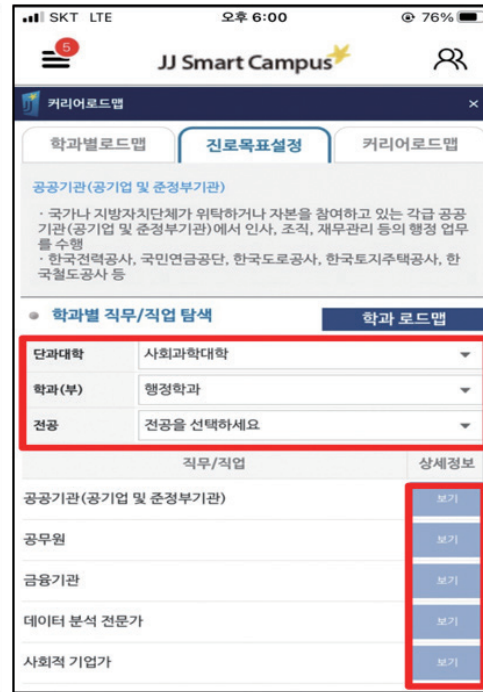 SKT LTE 오후 6:00 76%
5
JJ Smart Campus
커리어로드맵 ×
학과별로드맵 진로목표설정 커리어로드맵
공공기관(공기업 및 준정부기관)
· 국가나 지방자치단체가 위탁하거나 자본을 참여하고 있는 각급 공공
기관(공기업 및 준정부기관)에서 인사, 조직, 재무관리 등의 행정 업무
를 수행
· 한국전력공사, 국민연금공단, 한국도로공사, 한국토지주택공사, 한
국철도공사 등
학과별 직무/직업 탐색 학과 로드맵
단과대학 사회과학대학
학과(부) 행정학과
전공 전공을 선택하세요
직무/직업 상세정보
공공기관(공기업 및 준정부기관) 보기
공무원 보기
금융기관 보기
데이터 분석 전문가 보기
사회적 기업가 보기